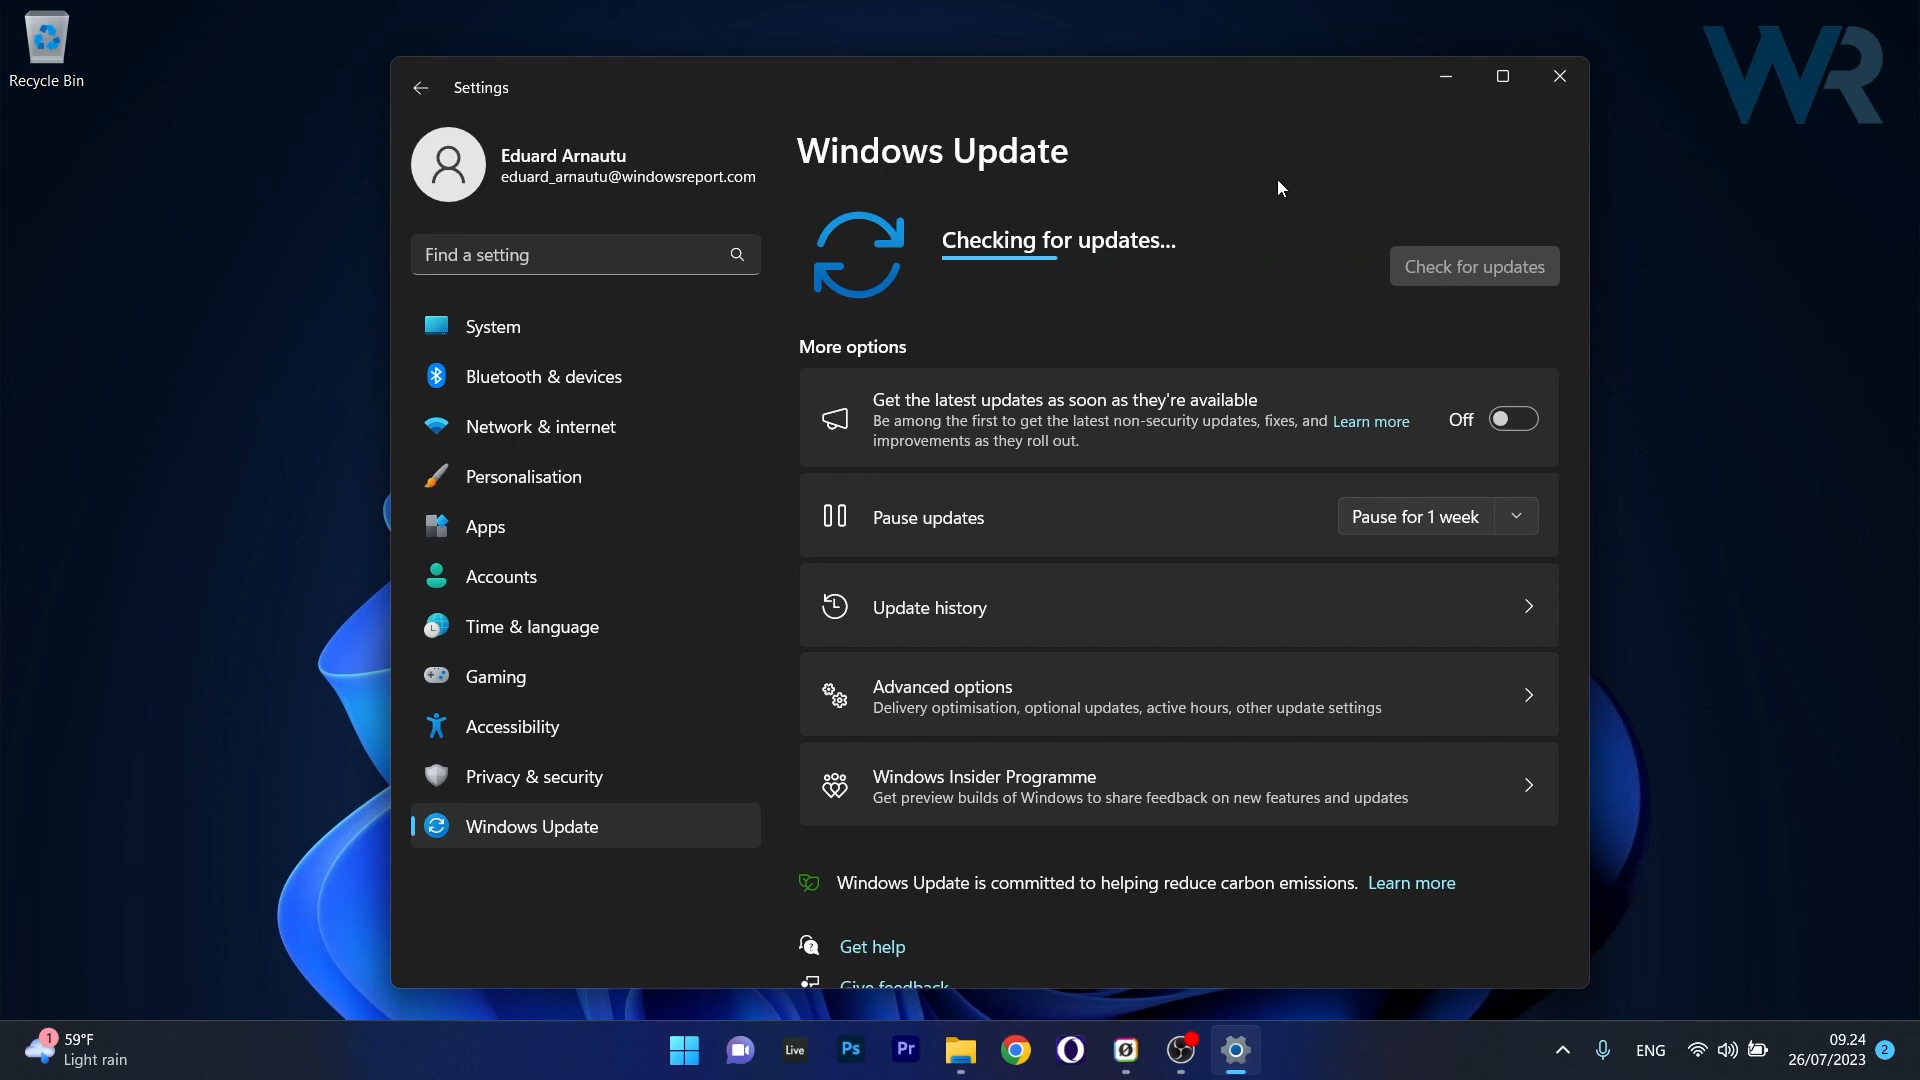 Recycle Bin
WR
Settings
Eduard Arnautu
eduard_arnautu@windowsreport.com
Find a setting
System
Bluetooth & devices
Network & internet
Personalisation
Apps
Accounts
Time & language
Gaming
Accessibility
Privacy & security
Windows Update
Windows Update
Checking for updates...
Check for updates
More options
Get the latest updates as soon as they're available
Be among the first to get the latest non-security updates, fixes, and Learn more
improvements as they roll out.
Off
Pause updates
Pause for 1 week
Update history
Advanced options
Delivery optimisation, optional updates, active hours, other update settings
Windows Insider Programme
Get preview builds of Windows to share feedback on new features and updates
Windows Update is committed to helping reduce carbon emissions. Learn more
Get help
Give feedback
1
59°F
Light rain
Live
Ps
Pr
ENG
09.24
26/07/2023
2